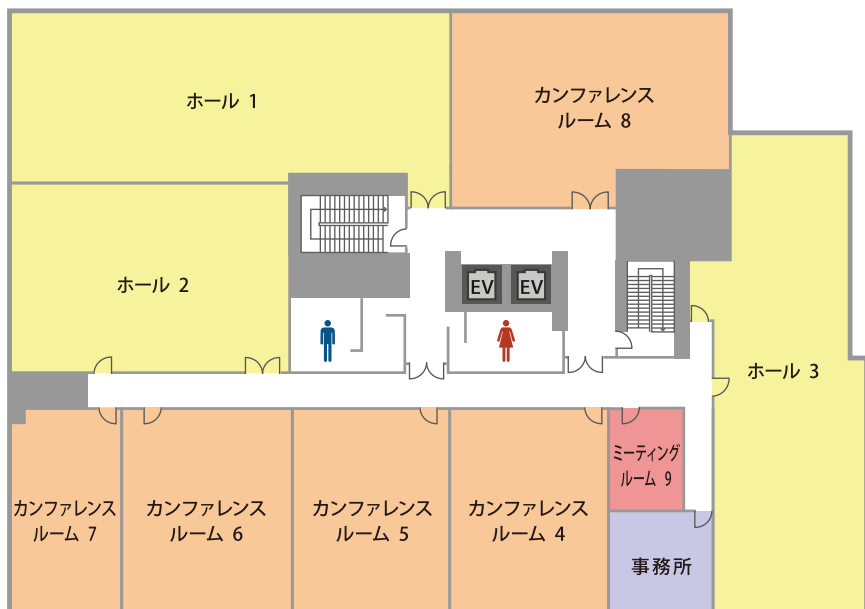 ホール 1
カンファレンス
ルーム 8
ホール 2
EV
EV
ホール 3
カンファレンス
ルーム 7
カンファレンス
ルーム 6
カンファレンス
ルーム 5
カンファレンス
ルーム 4
ミーティング
ルーム 9
事務所